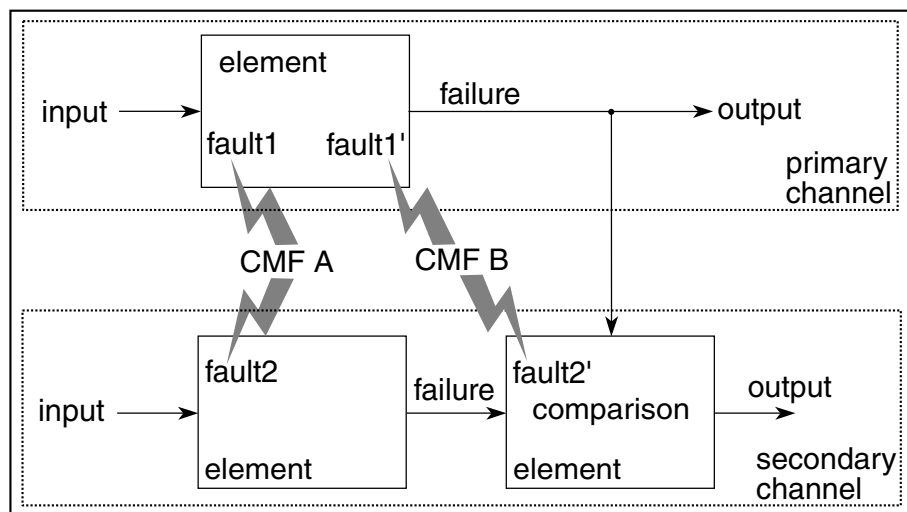 element
input
failure
output
fault1
fault1'
primary
channel
CMF A
CMF B
fault2
fault2'
input
failure
comparison
output
element
element
secondary
channel